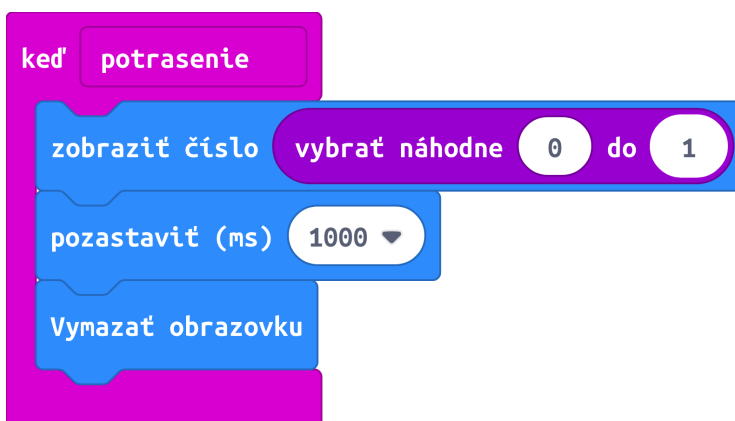 keď potrasenie
zobraziť číslo vybrať náhodne 0 do 1
pozastaviť (ms) 1000
Vymazať obrazovku